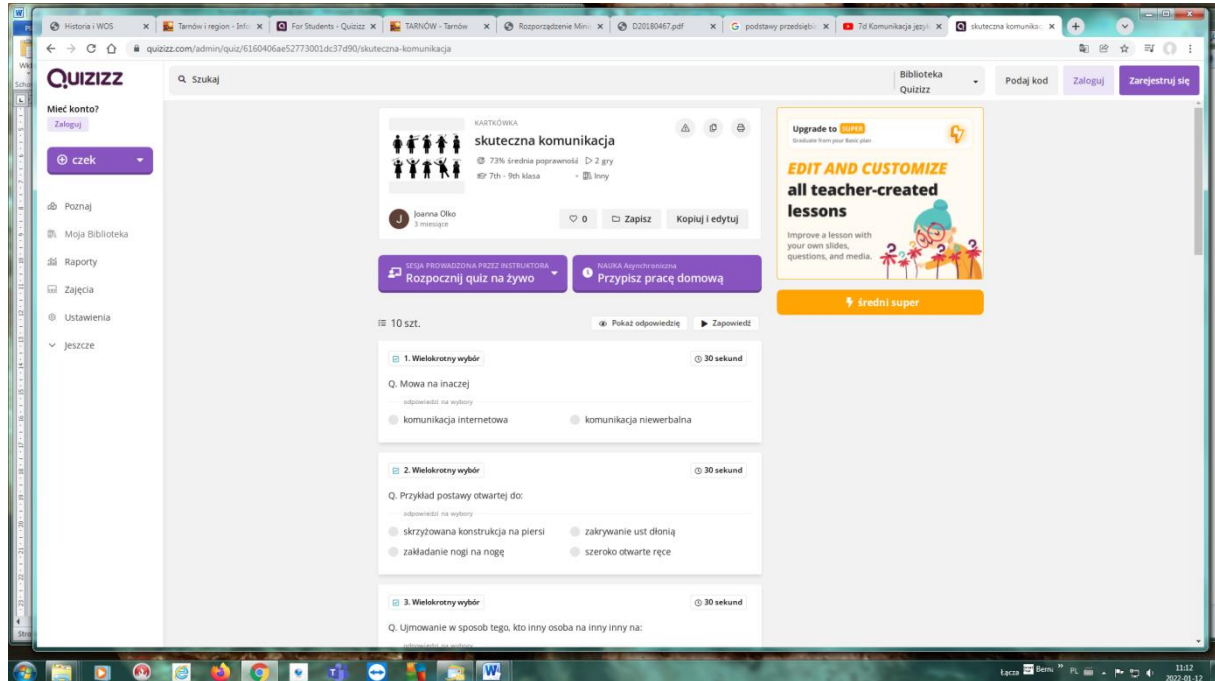 Historia i WOS
Tarnów i region - Info
For Students - Quizizz
TARNÓW – Tarnów
Rozporządzenie Mini
D20180467.pdf
podstawy przedsiębio
7d Komunikacja języ
skuteczna komunikac
quizizz.com/admin/quiz/6160406ae52773001dc37d90/skuteczna-komunikacja
QUIZIZZ
Szukaj
Biblioteka
Quizizz
Podaj kod
Zaloguj
Zarejestruj się
Mieć konto?
Zaloguj
czek
Poznaj
Moja Biblioteka
Raporty
Zajęcia
Ustawienia
Jeszcze
KARTKÓWKA
skuteczna komunikacja
73% średnia poprawność 2 gry
7th - 9th klasa • Inny
J
Joanna Olko
3 miesiące
0
Zapisz
Kopiuj i edytuj
SESJA PROWADZONA PRZEZ INSTRUKTORA
Rozpocznij quiz na żywo
NAUKA Asynchroniczna
Przypisz pracę domową
10 szt.
Pokaż odpowiedzię
Zapowiedź
1. Wielokrotny wybór
30 sekund
Q. Mowa na inaczej
odpowiedzi na wybory
komunikacja internetowa
komunikacja niewerbalna
2. Wielokrotny wybór
30 sekund
Q. Przykład postawy otwartej do:
odpowiedzi na wybory
skrzyżowana konstrukcja na piersi
zakrywanie ust dłonią
zakładanie nogi na nogę
szeroko otwarte ręce
3. Wielokrotny wybór
30 sekund
Q. Ujmowanie w sposob tego, kto inny osoba na inny inny na:
odpowiedzi na wybory
Upgrade to SUPER
Graduate from your Basic plan
EDIT AND CUSTOMIZE
all teacher-created
lessons
Improve a lesson with
your own slides,
questions, and media.
średni super
Łącza
PL
11:12
2022-01-12